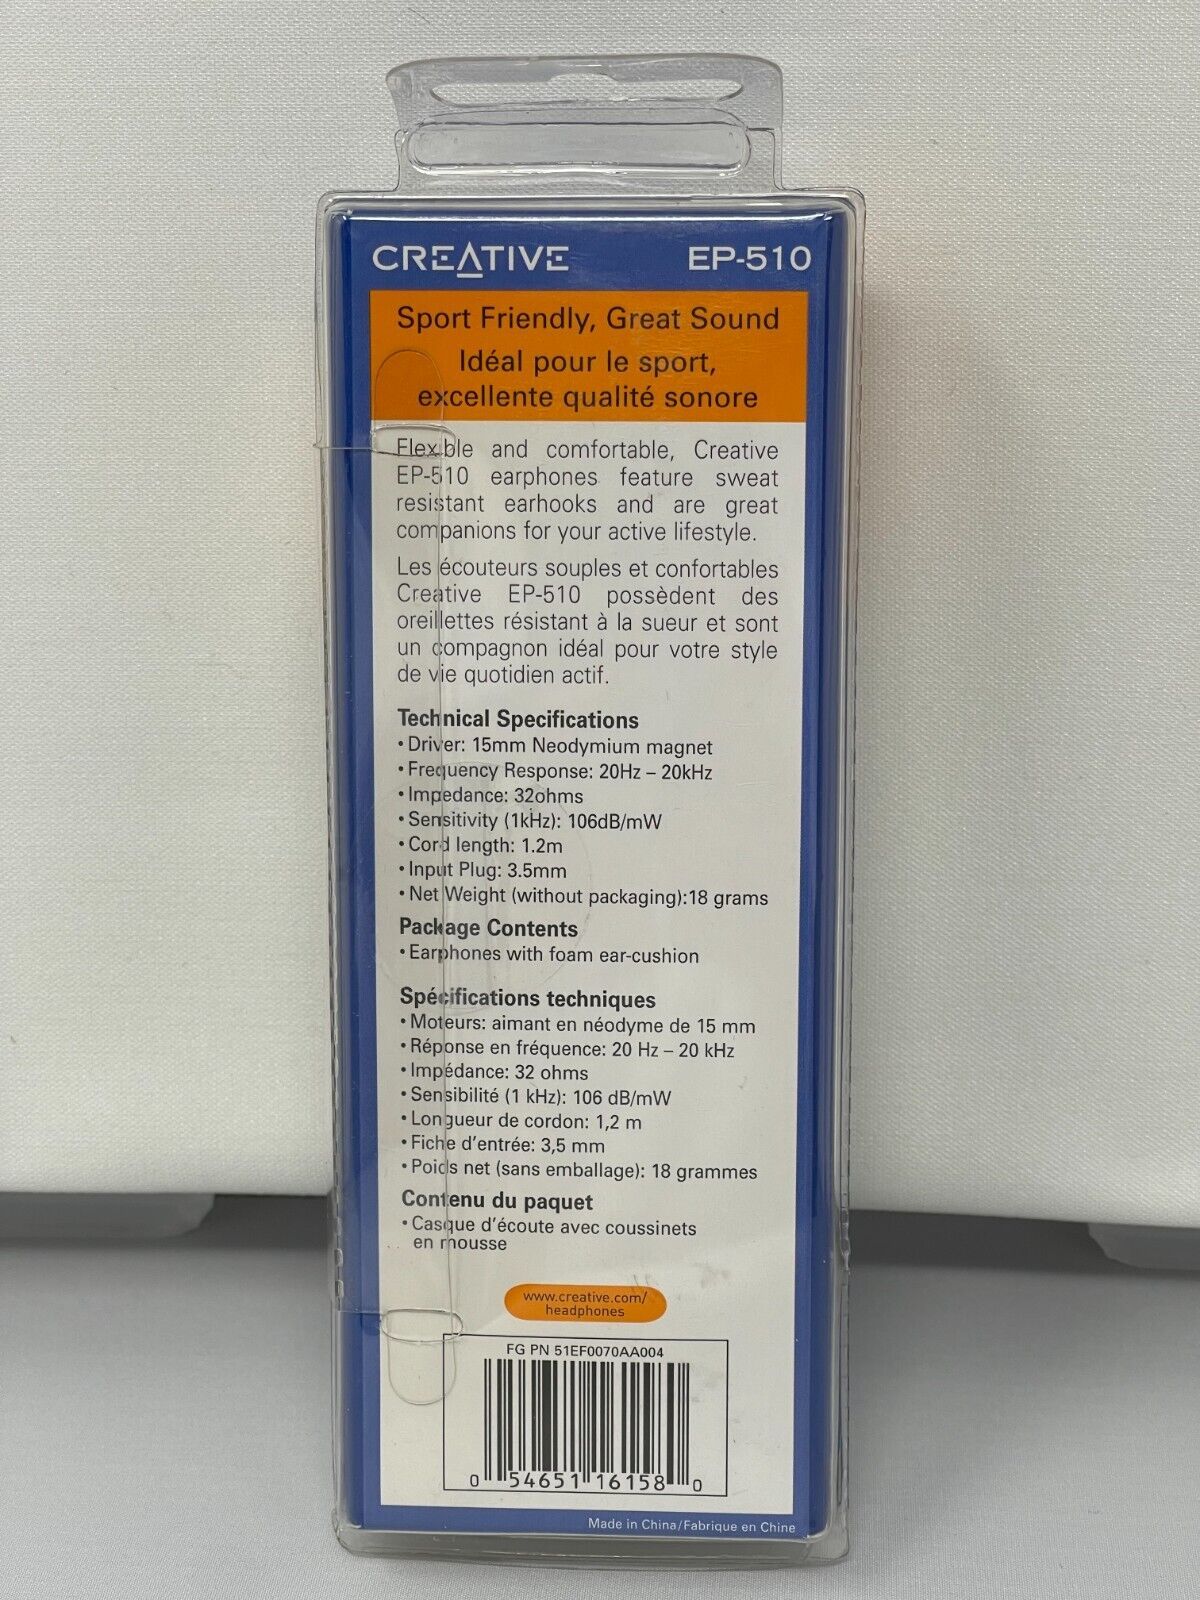 CREATIVE EP-510
Sport Friendly, Great Sound
Idéal pour le sport,
excellente qualité sonore
Flexible and comfortable, Creative
EP-510 earphones feature sweat
resistant earhooks and are great
companions for your active lifestyle.
Les écouteurs souples et confortables
Creative EP-510 possèdent des
oreillettes résistant à la sueur et sont
un compagnon idéal pour votre style
de vie quotidien actif.
Technical Specifications
• Driver: 15mm Neodymium magnet
• Frequency Response: 20Hz – 20kHz
• Impedance: 32ohms
• Sensitivity (1kHz): 106dB/mW
• Cord length: 1.2m
• Input Plug: 3.5mm
• Net Weight (without packaging):18 grams
Package Contents
• Earphones with foam ear-cushion
Spécifications techniques
• Moteurs: aimant en néodyme de 15 mm
• Réponse en fréquence: 20 Hz – 20 kHz
• Impédance: 32 ohms
• Sensibilité (1 kHz): 106 dB/mW
• Longueur de cordon: 1,2 m
• Fiche d'entrée: 3,5 mm
• Poids net (sans emballage): 18 grammes
Contenu du paquet
• Casque d'écoute avec coussinets
en mousse
www.creative.com/
headphones
FG PN 51EF0070AA004
0 54651 16158 0
Made in China/Fabrique en Chine